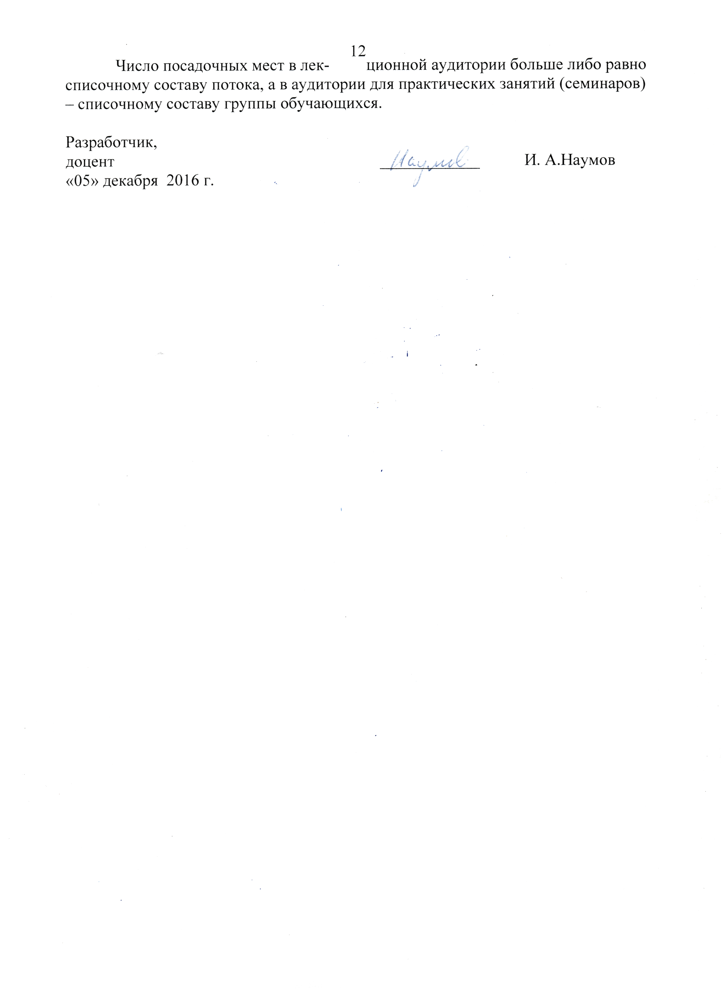 12
Число посадочных мест в лек- ционной аудитории больше либо равно
списочному составу потока, а в аудитории для практических занятий (семинаров)
– списочному составу группы обучающихся.
Разработчик,
доцент Наумов И. А.Наумов
«05» декабря 2016 г.